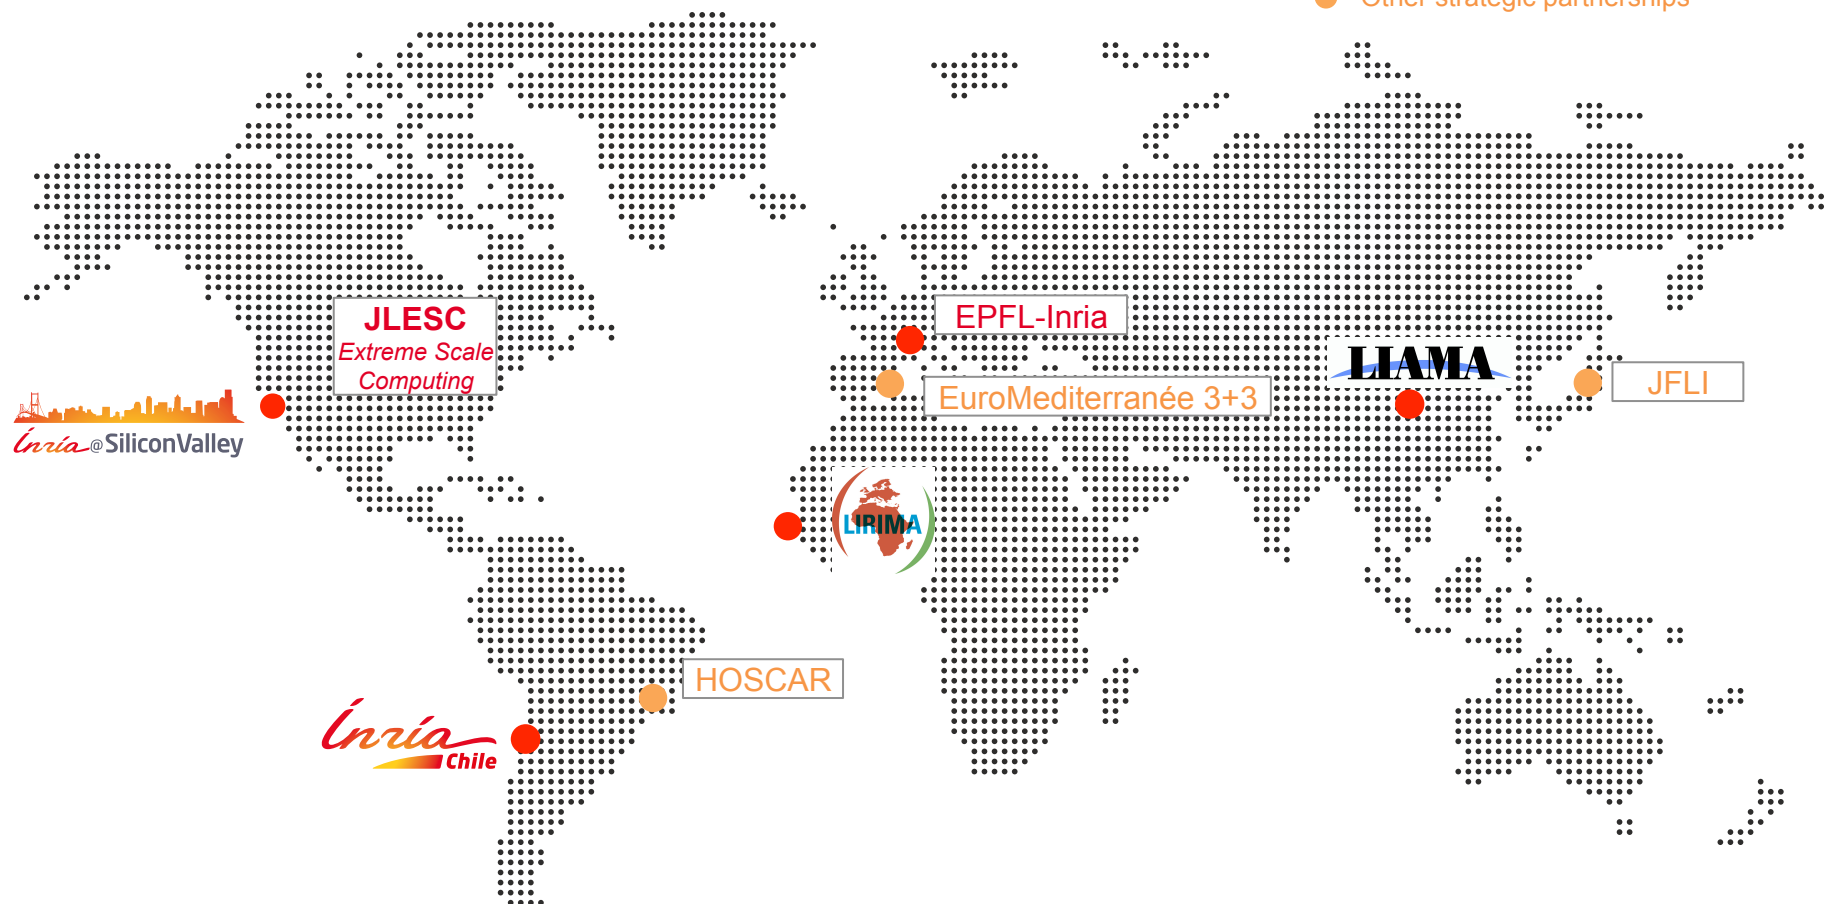 Other strategic partnerships
JLESC
Extreme Scale
Computing
EPFL-Inria
LIAMA
EuroMediterranée 3+3
JFLI
Inria@SiliconValley
LIRIMA
HOSCAR
Inria
Chile